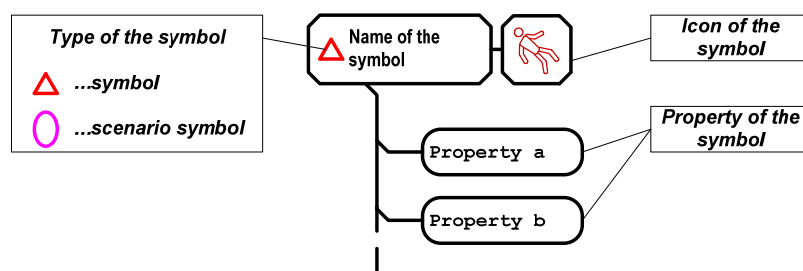 Type of the symbol
...symbol
...scenario symbol
Name of the
symbol
Icon of the
symbol
Property of the
symbol
Property a
Property b